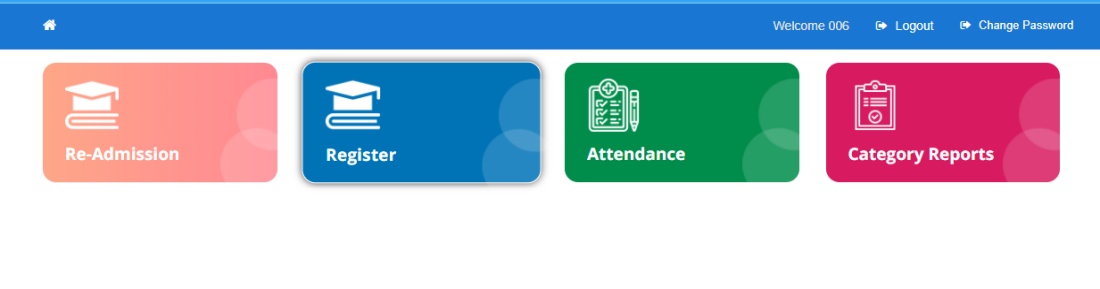 Welcome 006 Logout Change Password
Re-Admission Register Attendance Category Reports